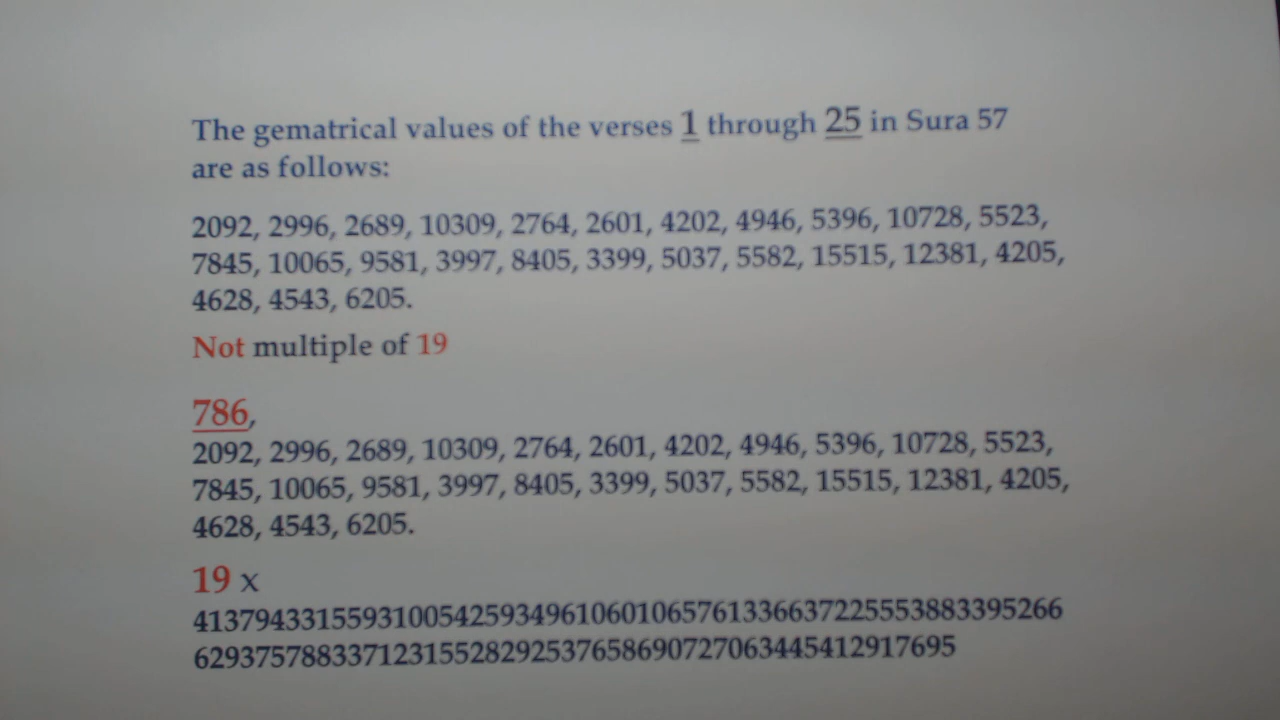 The gematrical values of the verses 1 through 25 in Sura 57
are as follows:
2092, 2996, 2689, 10309, 2764, 2601, 4202, 4946, 5396, 10728, 5523,
7845, 10065, 9581, 3997, 8405, 3399, 5037, 5582, 15515, 12381, 4205,
4628, 4543, 6205.
Not multiple of 19
786,
2092, 2996, 2689, 10309, 2764, 2601, 4202, 4946, 5396, 10728, 5523,
7845, 10065, 9581, 3997, 8405, 3399, 5037, 5582, 15515, 12381, 4205,
4628, 4543, 6205.
19 x
41379433155931005425934961060106576133663722555388339526​6
62937578833712315528292537658690727063445412917695